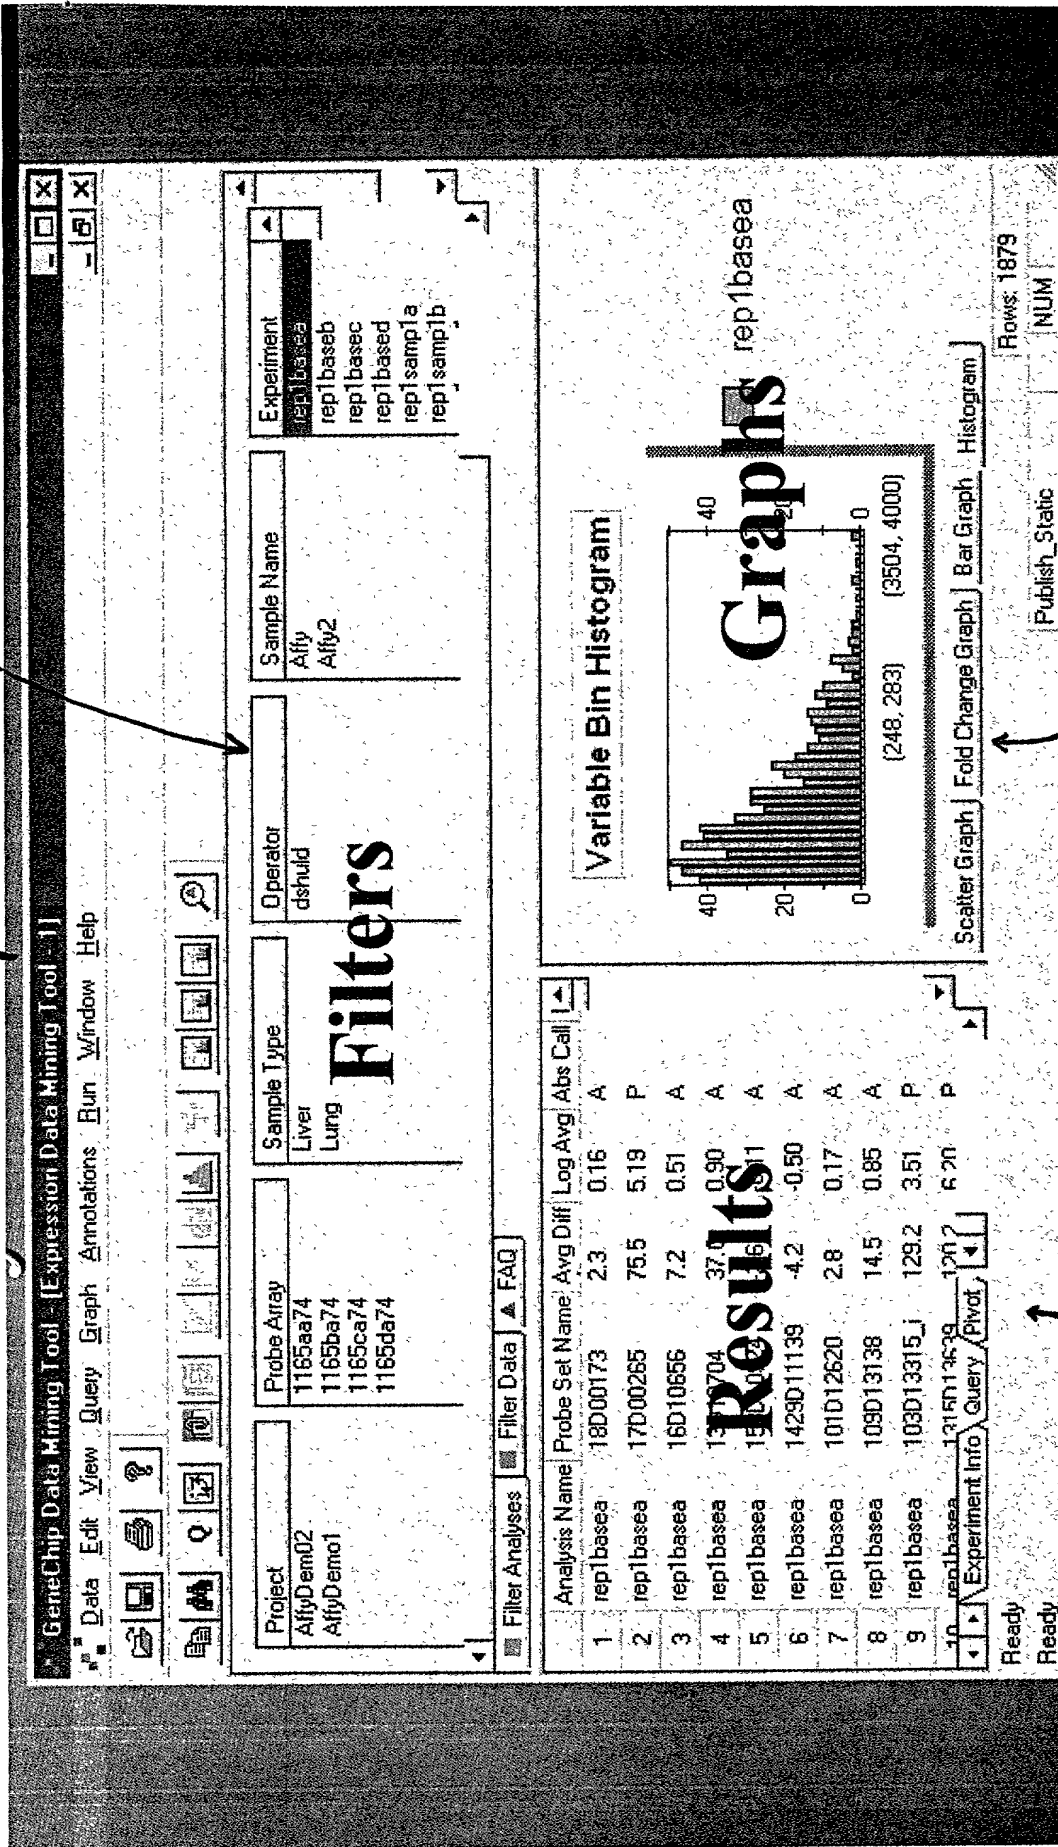 GeneChip Data Mining Tool - [Expression Data Mining Tool - 1]
Data Edit View Query Graph Annotations Run Window Help
Project Probe Array Sample Type Operator Sample Name Experiment
AffyDem02 1165aa74 Liver dshuld Affy rep1basea
AffyDemo1 1165ba74 Lung Affy2 rep1baseb
1165ca74 rep1basec
1165da74 rep1based
rep1samp1a
rep1samp1b
Filters
Filter Analyses Filter Data FAQ
Analysis Name Probe Set Name Avg Diff Log Avg Abs Call
1 rep1basea 18D00173 2.3 0.16 A
2 rep1basea 17D00265 75.5 5.19 P
3 rep1basea 16D10656 7.2 0.51 A
4 rep1basea 0.90 A
5 rep1basea A
6 rep1basea 1429D11139 -4.2 -0.50 A
7 rep1basea 101D12620 2.8 0.17 A
8 rep1basea 109D13138 14.5 0.85 A
9 rep1basea 103D13315_i 129.2 3.51 P
10 rep1basea P
Results
Experiment Info Query Pivot
Variable Bin Histogram
40 40
20
0 0
(248, 283) (3504, 4000)
rep1basea
Graphs
Scatter Graph Fold Change Graph Bar Graph Histogram
Ready Rows: 1879
Ready Publish_Static NUM